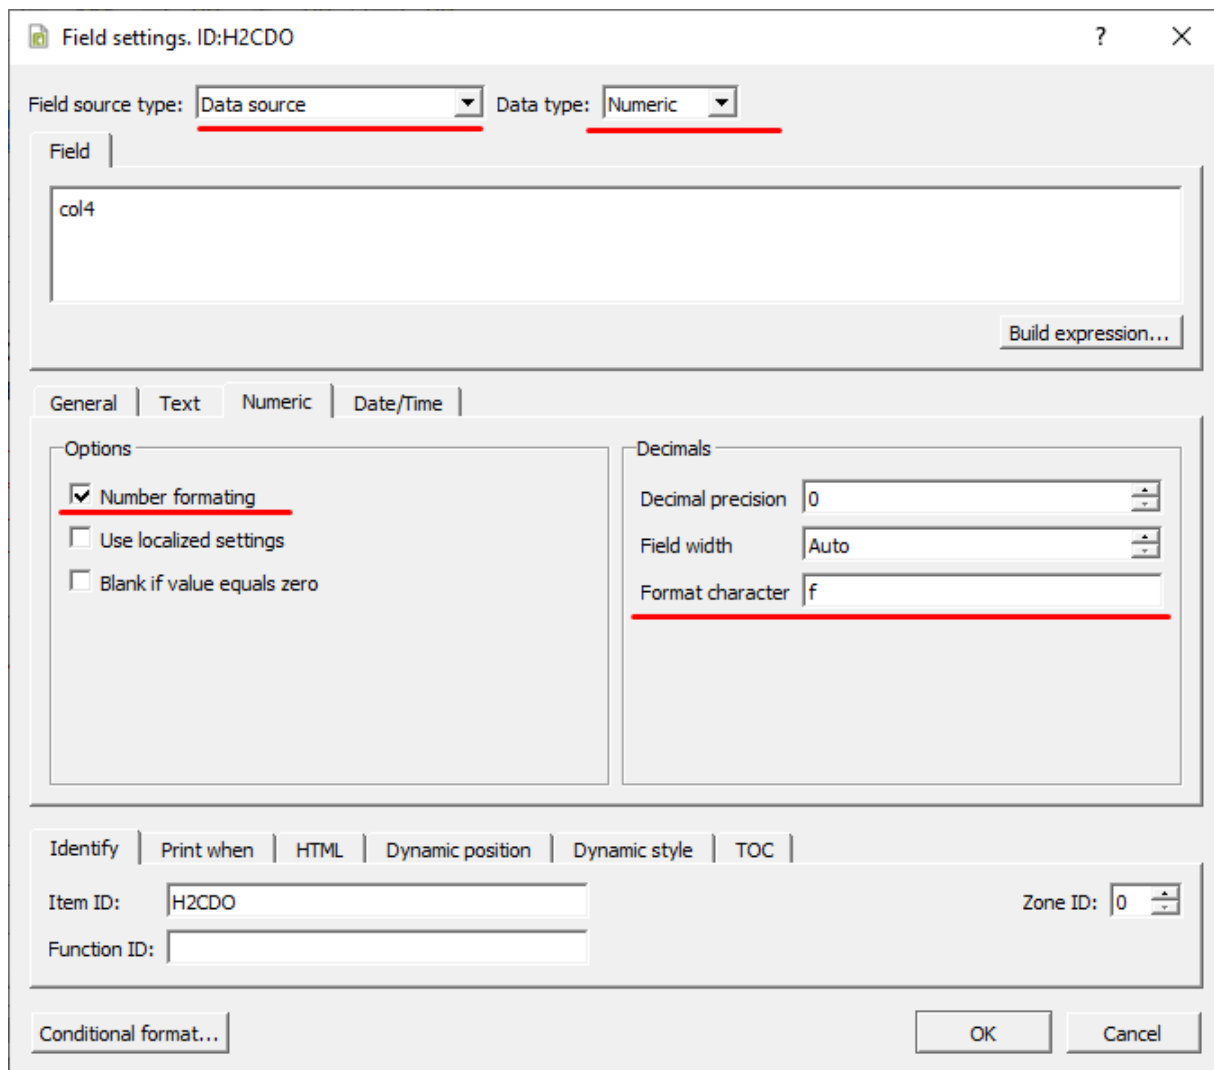 Field settings. ID:H2CDO ?
Field source type: Data source Data type: Numeric
Field
col4
Build expression...
General Text Numeric Date/Time
Options
Number formating
Use localized settings
Blank if value equals zero
Decimals
Decimal precision 0
Field width Auto
Format character f
Identify Print when HTML Dynamic position Dynamic style TOC
Item ID: H2CDO Zone ID: 0
Function ID:
Conditional format... OK Cancel